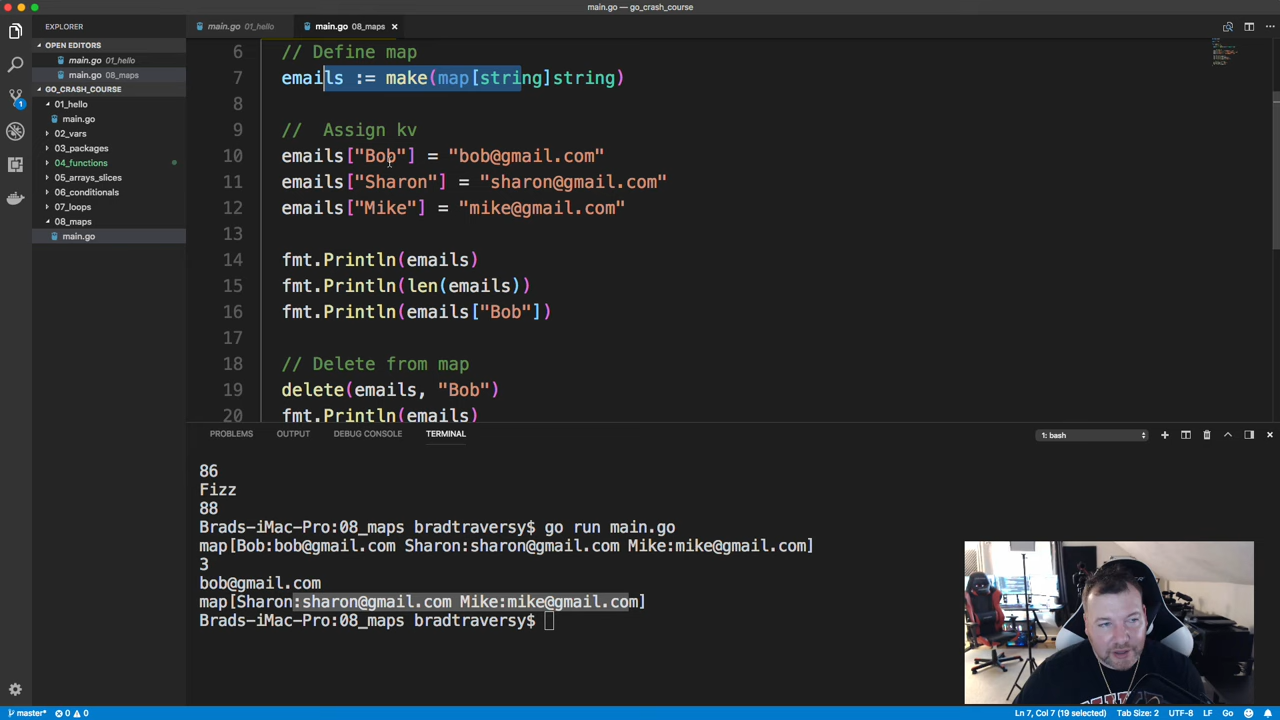 main.go — go_crash_course
EXPLORER
OPEN EDITORS
main.go 01_hello
main.go 08_maps
GO_CRASH_COURSE
01_hello
main.go
02_vars
03_packages
04_functions
05_arrays_slices
06_conditionals
07_loops
08_maps
main.go
1
main.go 01_hello
main.go 08_maps
6 // Define map
7 emails := make(map[string]string)
8
9 //  Assign kv
10 emails["Bob"] = "bob@gmail.com"
11 emails["Sharon"] = "sharon@gmail.com"
12 emails["Mike"] = "mike@gmail.com"
13
14 fmt.Println(emails)
15 fmt.Println(len(emails))
16 fmt.Println(emails["Bob"])
17
18 // Delete from map
19 delete(emails, "Bob")
20 fmt.Println(emails)
PROBLEMS OUTPUT DEBUG CONSOLE TERMINAL 1: bash
86
Fizz
88
Brads-iMac-Pro:08_maps bradtraversy$ go run main.go
map[Bob:bob@gmail.com Sharon:sharon@gmail.com Mike:mike@gmail.com]
3
bob@gmail.com
map[Sharon:sharon@gmail.com Mike:mike@gmail.com]
Brads-iMac-Pro:08_maps bradtraversy$
master* 0 0 Ln 7, Col 7 (19 selected) Tab Size: 2 UTF-8 LF Go